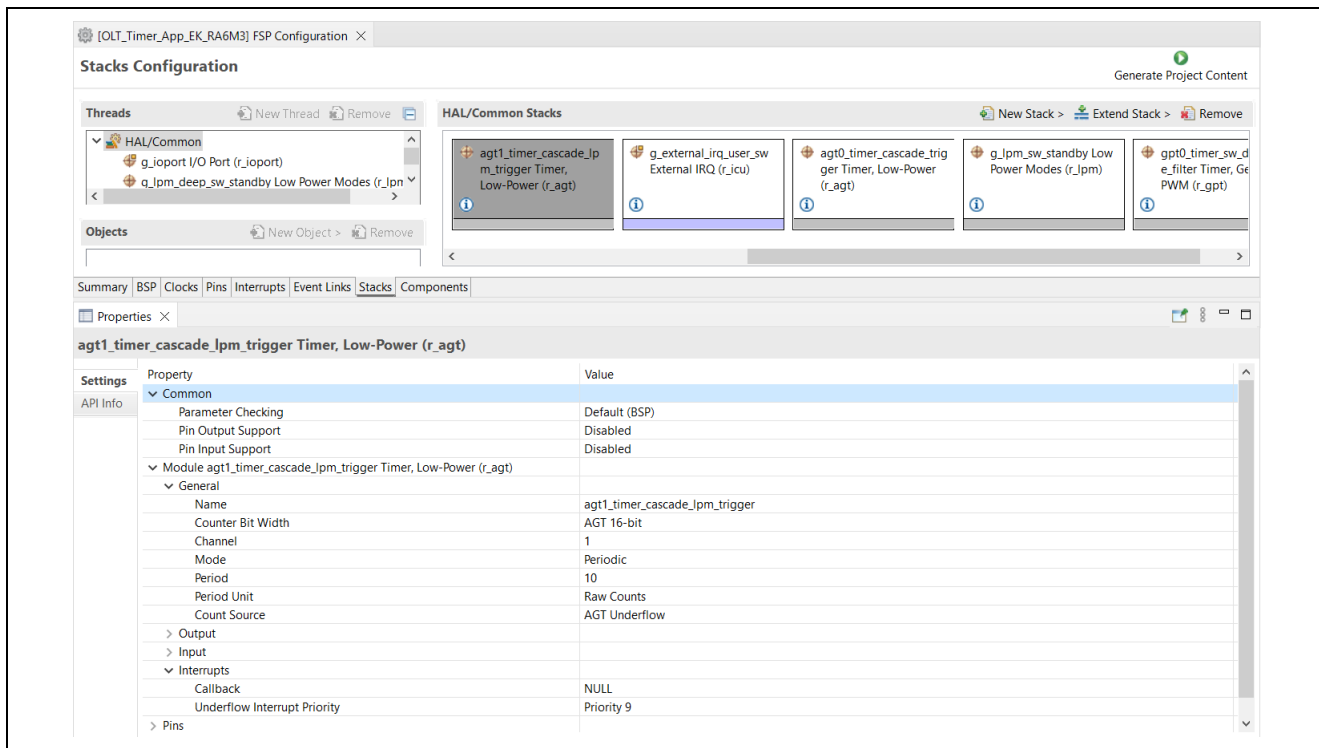 [OLT_Timer_App_EK_RA6M3] FSP Configuration
Stacks Configuration
Generate Project Content
Threads
New Thread
Remove
HAL/Common Stacks
New Stack >
Extend Stack >
Remove
HAL/Common
g_ioport I/O Port (r_ioport)
g_lpm_deep_sw_standby Low Power Modes (r_lpn
agt1_timer_cascade_lp
m_trigger Timer,
Low-Power (r_agt)
g_external_irq_user_sw
External IRQ (r_icu)
agt0_timer_cascade_trig
ger Timer, Low-Power
(r_agt)
g_lpm_sw_standby Low
Power Modes (r_lpm)
gpt0_timer_sw_d
e_filter Timer, Ge
PWM (r_gpt)
Objects
New Object >
Remove
Summary BSP Clocks Pins Interrupts Event Links Stacks Components
Properties
agt1_timer_cascade_lpm_trigger Timer, Low-Power (r_agt)
Settings
API Info
Property Value
Common
Parameter Checking Default (BSP)
Pin Output Support Disabled
Pin Input Support Disabled
Module agt1_timer_cascade_lpm_trigger Timer, Low-Power (r_agt)
General
Name agt1_timer_cascade_lpm_trigger
Counter Bit Width AGT 16-bit
Channel 1
Mode Periodic
Period 10
Period Unit Raw Counts
Count Source AGT Underflow
Output
Input
Interrupts
Callback NULL
Underflow Interrupt Priority Priority 9
Pins